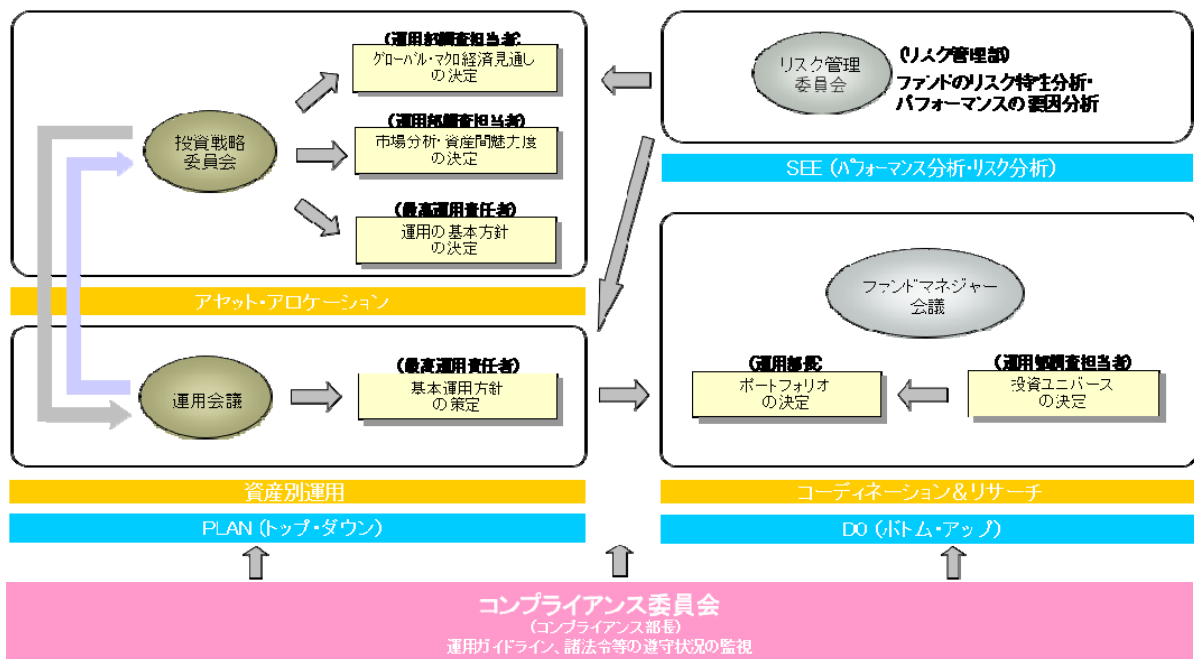 (運用部調査担当者)
グローバル・マクロ経済見通し
の決定
投資戦略
委員会
(運用部調査担当者)
市場分析・資産間魅力度
の決定
(最高運用責任者)
運用の基本方針
の決定
アセット・アロケーション
運用会議
(最高運用責任者)
基本運用方針
の策定
資産別運用
PLAN (トップ・ダウン)
リスク管理
委員会
(リスク管理部)
ファンドのリスク特性分析・
パフォーマンスの要因分析
SEE (パフォーマンス分析・リスク分析)
ファンドマネジャー
会議
(運用部長)
ポートフォリオ
の決定
(運用部調査担当者)
投資ユニバース
の決定
コーディネーション&リサーチ
DO (ボトム・アップ)
コンプライアンス委員会
(コンプライアンス部長)
運用ガイドライン、諸法令等の遵守状況の監視